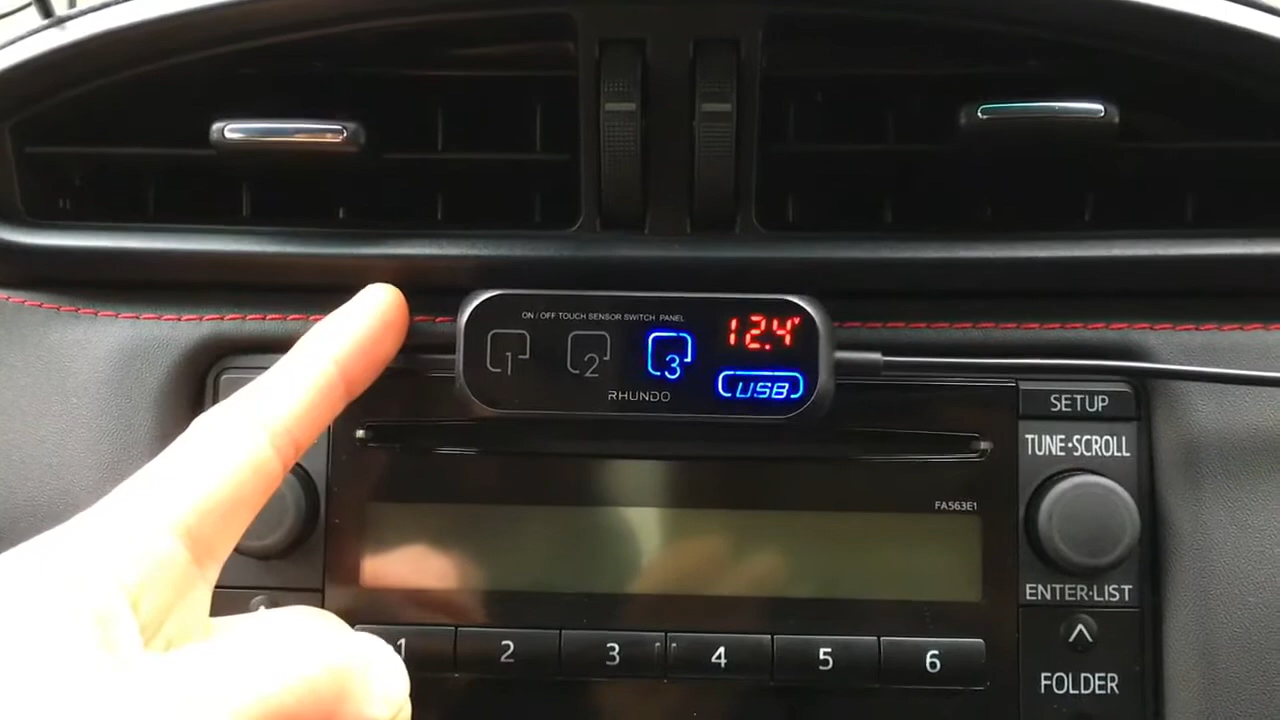 ON / OFF TOUCH SENSOR SWITCH PANEL
1 2 3
12.4V
USB
RHUNDO
SETUP
TUNE·SCROLL
FA563E1
ENTER·LIST
1 2 3 4 5 6
FOLDER